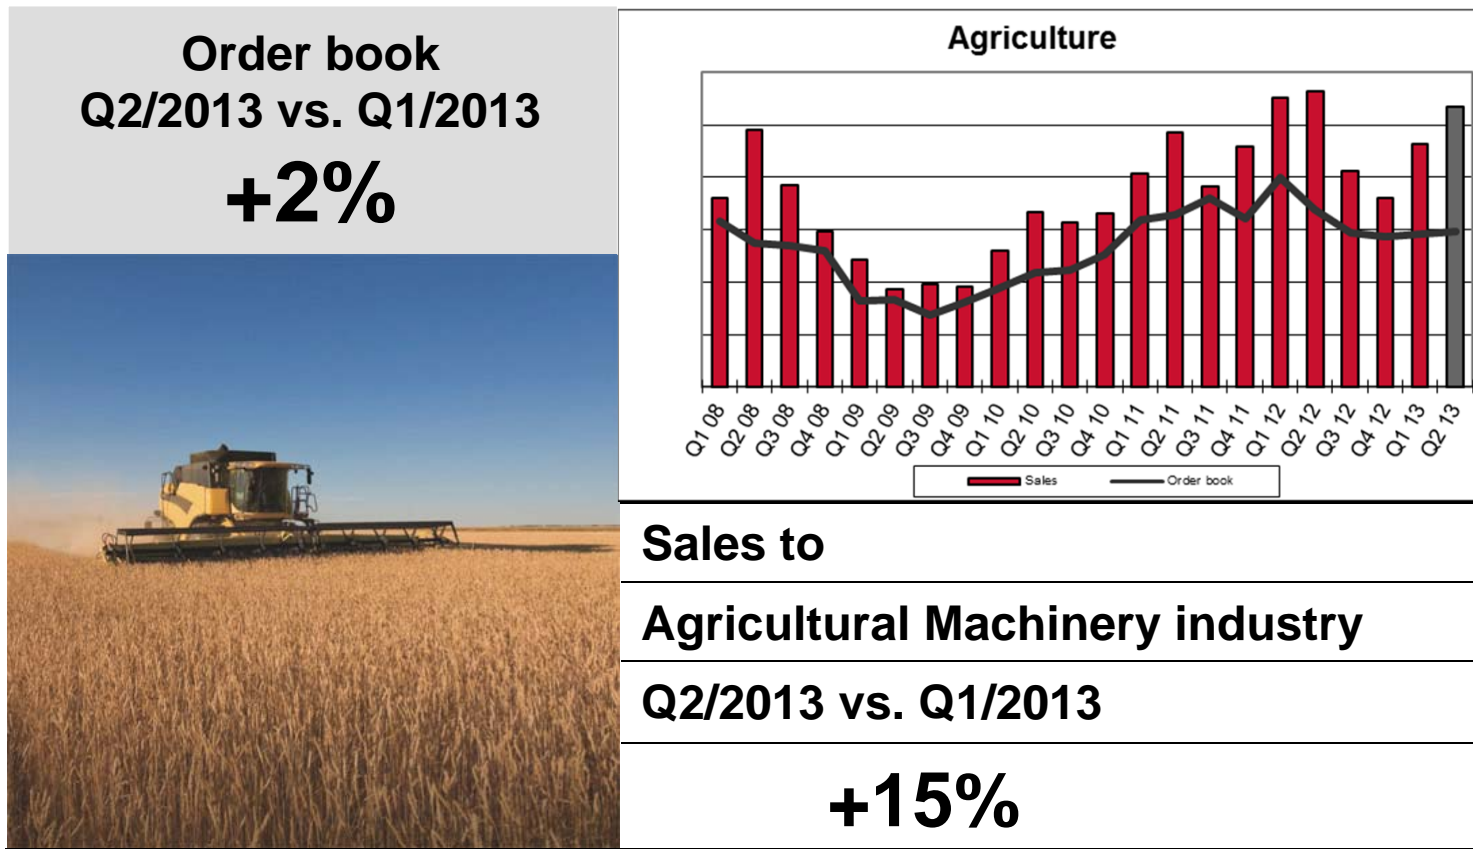 Order book
Q2/2013 vs. Q1/2013
+2%
Agriculture
Q1 08
Q2 08
Q3 08
Q4 08
Q1 09
Q2 09
Q3 09
Q4 09
Q1 10
Q2 10
Q3 10
Q4 10
Q1 11
Q2 11
Q3 11
Q4 11
Q1 12
Q2 12
Q3 12
Q4 12
Q1 13
Q2 13
Sales
Order book
Sales to
Agricultural Machinery industry
Q2/2013 vs. Q1/2013
+15%